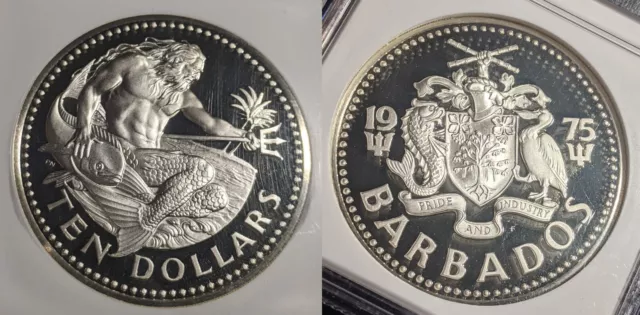 TEN DOLLARS
19 75
PRIDE AND INDUSTRY
BARBADOS